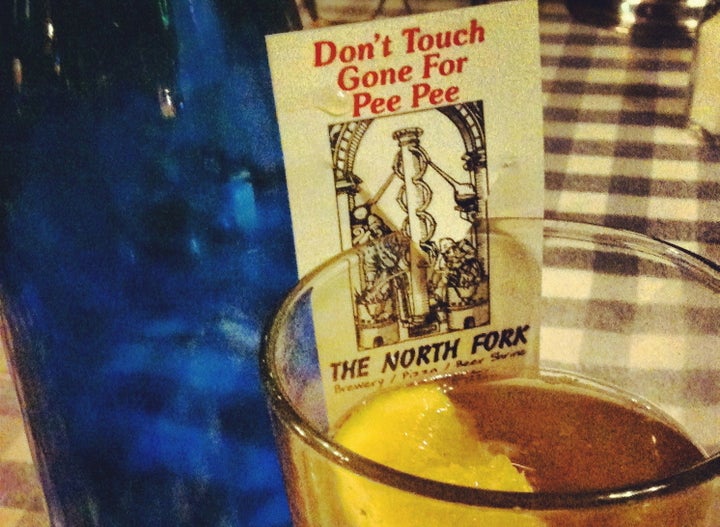 Don't Touch
Gone For
Pee Pee
THE NORTH FORK
Brewery / Pizza / Beer Shrine